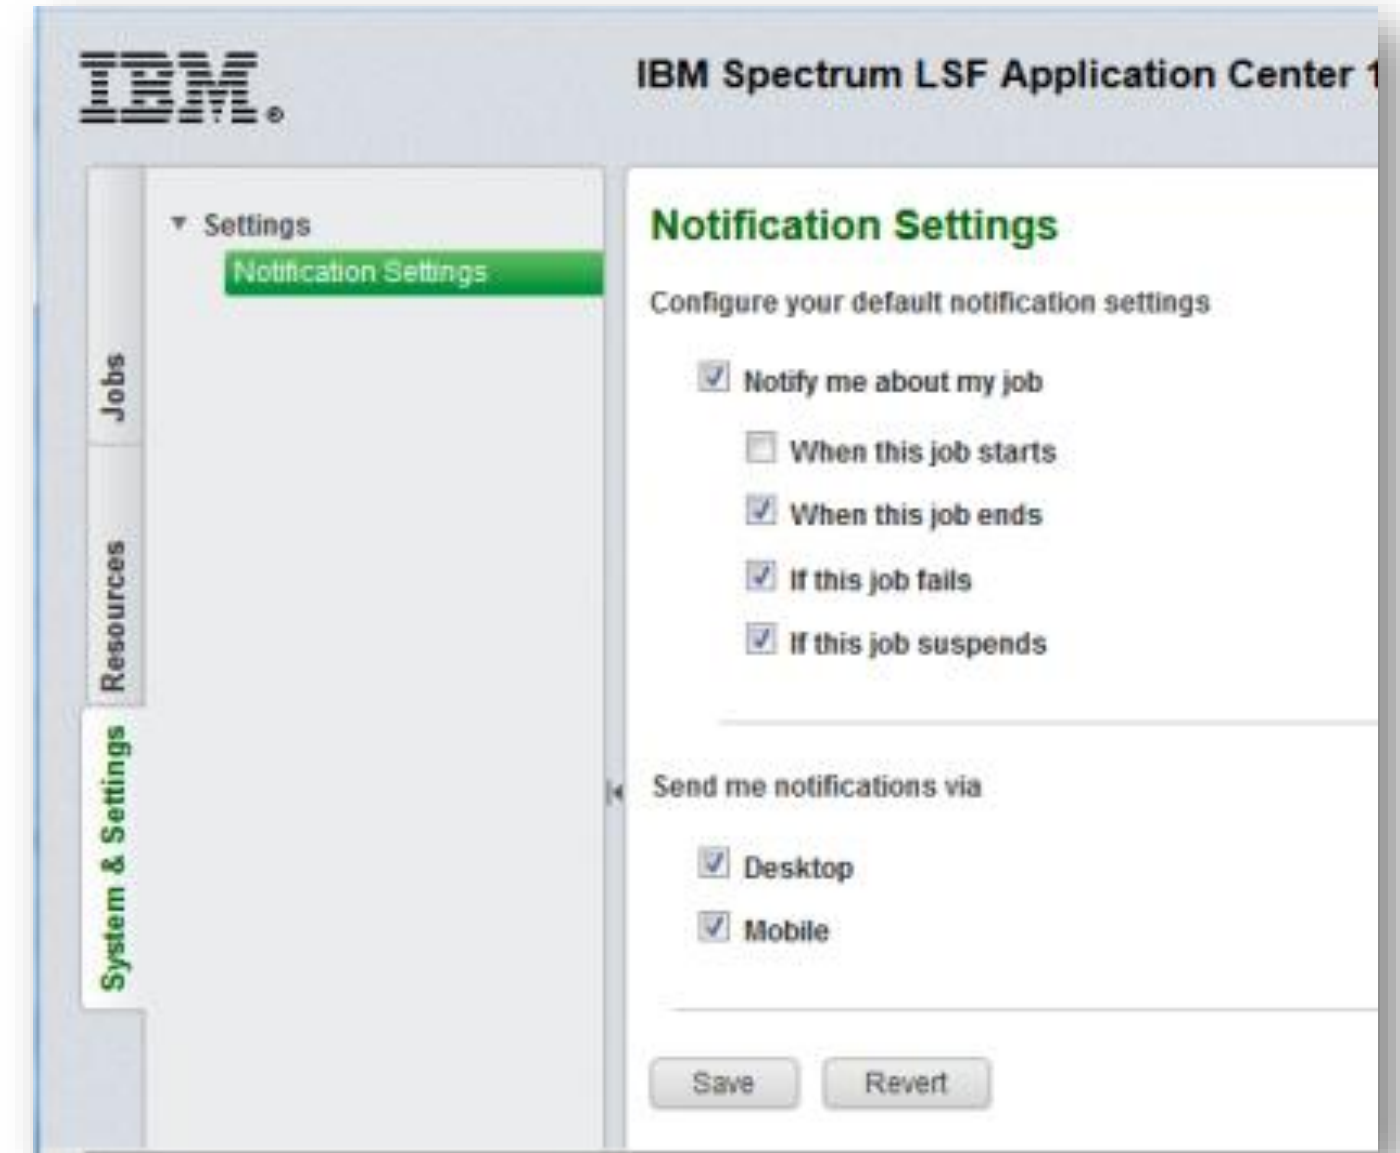 IBM®
IBM Spectrum LSF Application Center 1
Settings
Notification Settings
Jobs
Resources
System & Settings
Notification Settings
Configure your default notification settings
Notify me about my job
When this job starts
When this job ends
If this job fails
If this job suspends
Send me notifications via
Desktop
Mobile
Save
Revert